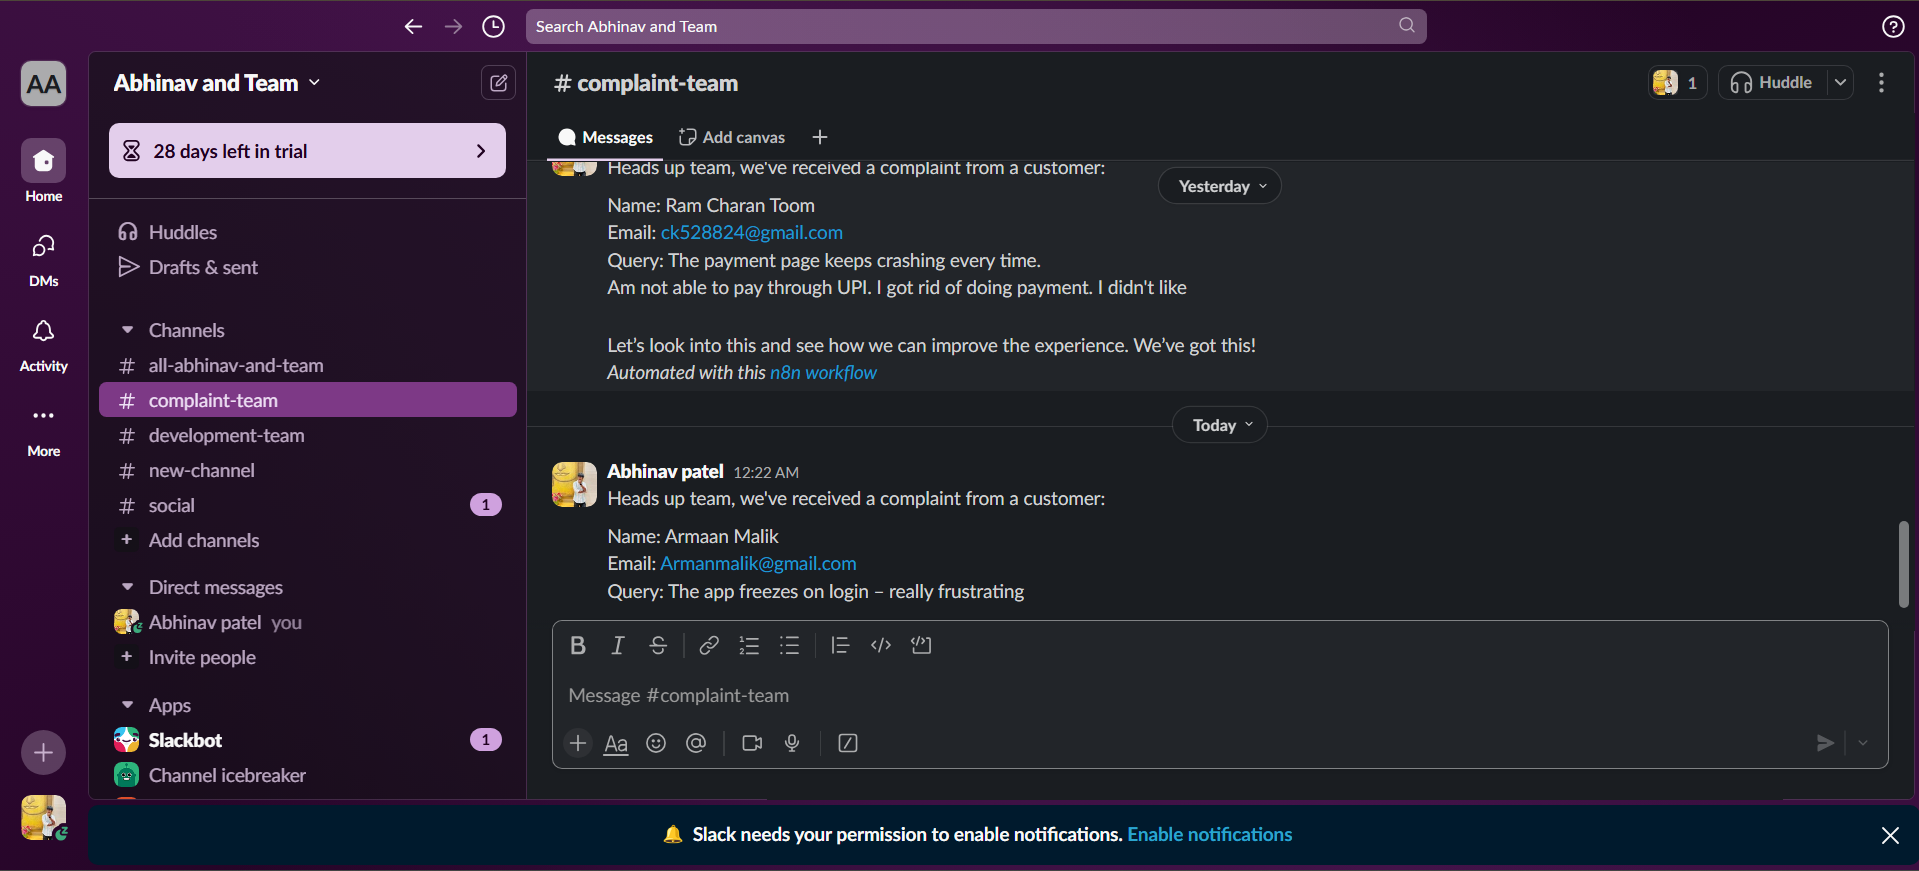 Search Abhinav and Team
AA
Home
DMs
Activity
More
Abhinav and Team
28 days left in trial
Huddles
Drafts & sent
Channels
# all-abhinav-and-team
# complaint-team
# development-team
# new-channel
# social 1
+ Add channels
Direct messages
Abhinav patel you
+ Invite people
Apps
Slackbot 1
Channel icebreaker
# complaint-team
1
Huddle
Messages
Add canvas
+
Heads up team, we've received a complaint from a customer:
Yesterday
Name: Ram Charan Toom
Email: ck528824@gmail.com
Query: The payment page keeps crashing every time.
Am not able to pay through UPI. I got rid of doing payment. I didn't like
Let’s look into this and see how we can improve the experience. We’ve got this!
Automated with this n8n workflow
Today
Abhinav patel 12:22 AM
Heads up team, we've received a complaint from a customer:
Name: Armaan Malik
Email: Armanmalik@gmail.com
Query: The app freezes on login – really frustrating
Message #complaint-team
Aa
Slack needs your permission to enable notifications. Enable notifications